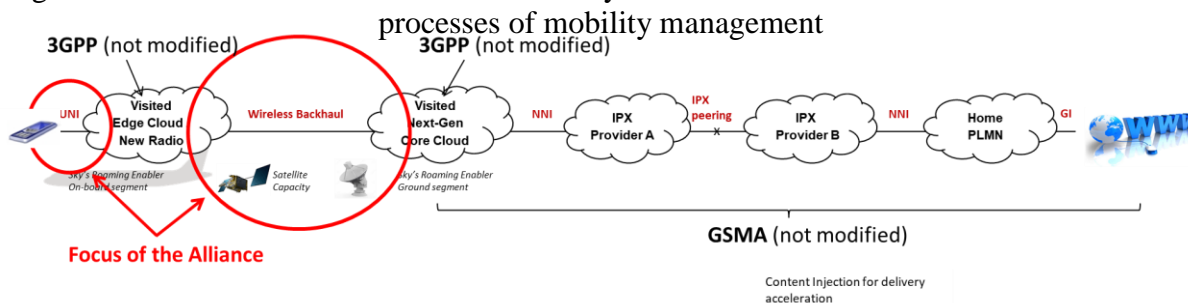 processes of mobility management
3GPP (not modified)
3GPP (not modified)
UNI
Visited
Edge Cloud
New Radio
Wireless Backhaul
Visited
Next-Gen
Core Cloud
NNI
IPX
Provider A
IPX
peering
x
IPX
Provider B
NNI
Home
PLMN
GI
WWW
Sky's Roaming Enabler
On-board segment
Satellite
Capacity
Sky's Roaming Enabler
Ground segment
Focus of the Alliance
GSMA (not modified)
Content Injection for delivery
acceleration